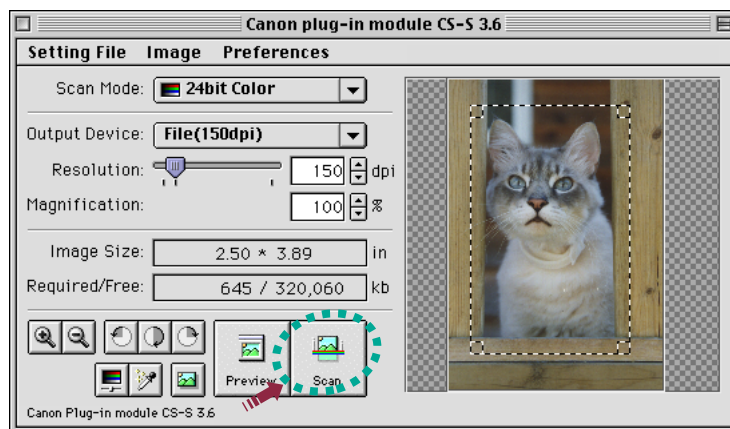 Canon plug-in module CS-S 3.6
Setting File Image Preferences
Scan Mode: 24bit Color
Output Device: File(150dpi)
Resolution: 150 dpi
Magnification: 100 %
Image Size: 2.50 * 3.89 in
Required/Free: 645 / 320,060 kb
Preview Scan
Canon Plug-in module CS-S 3.6